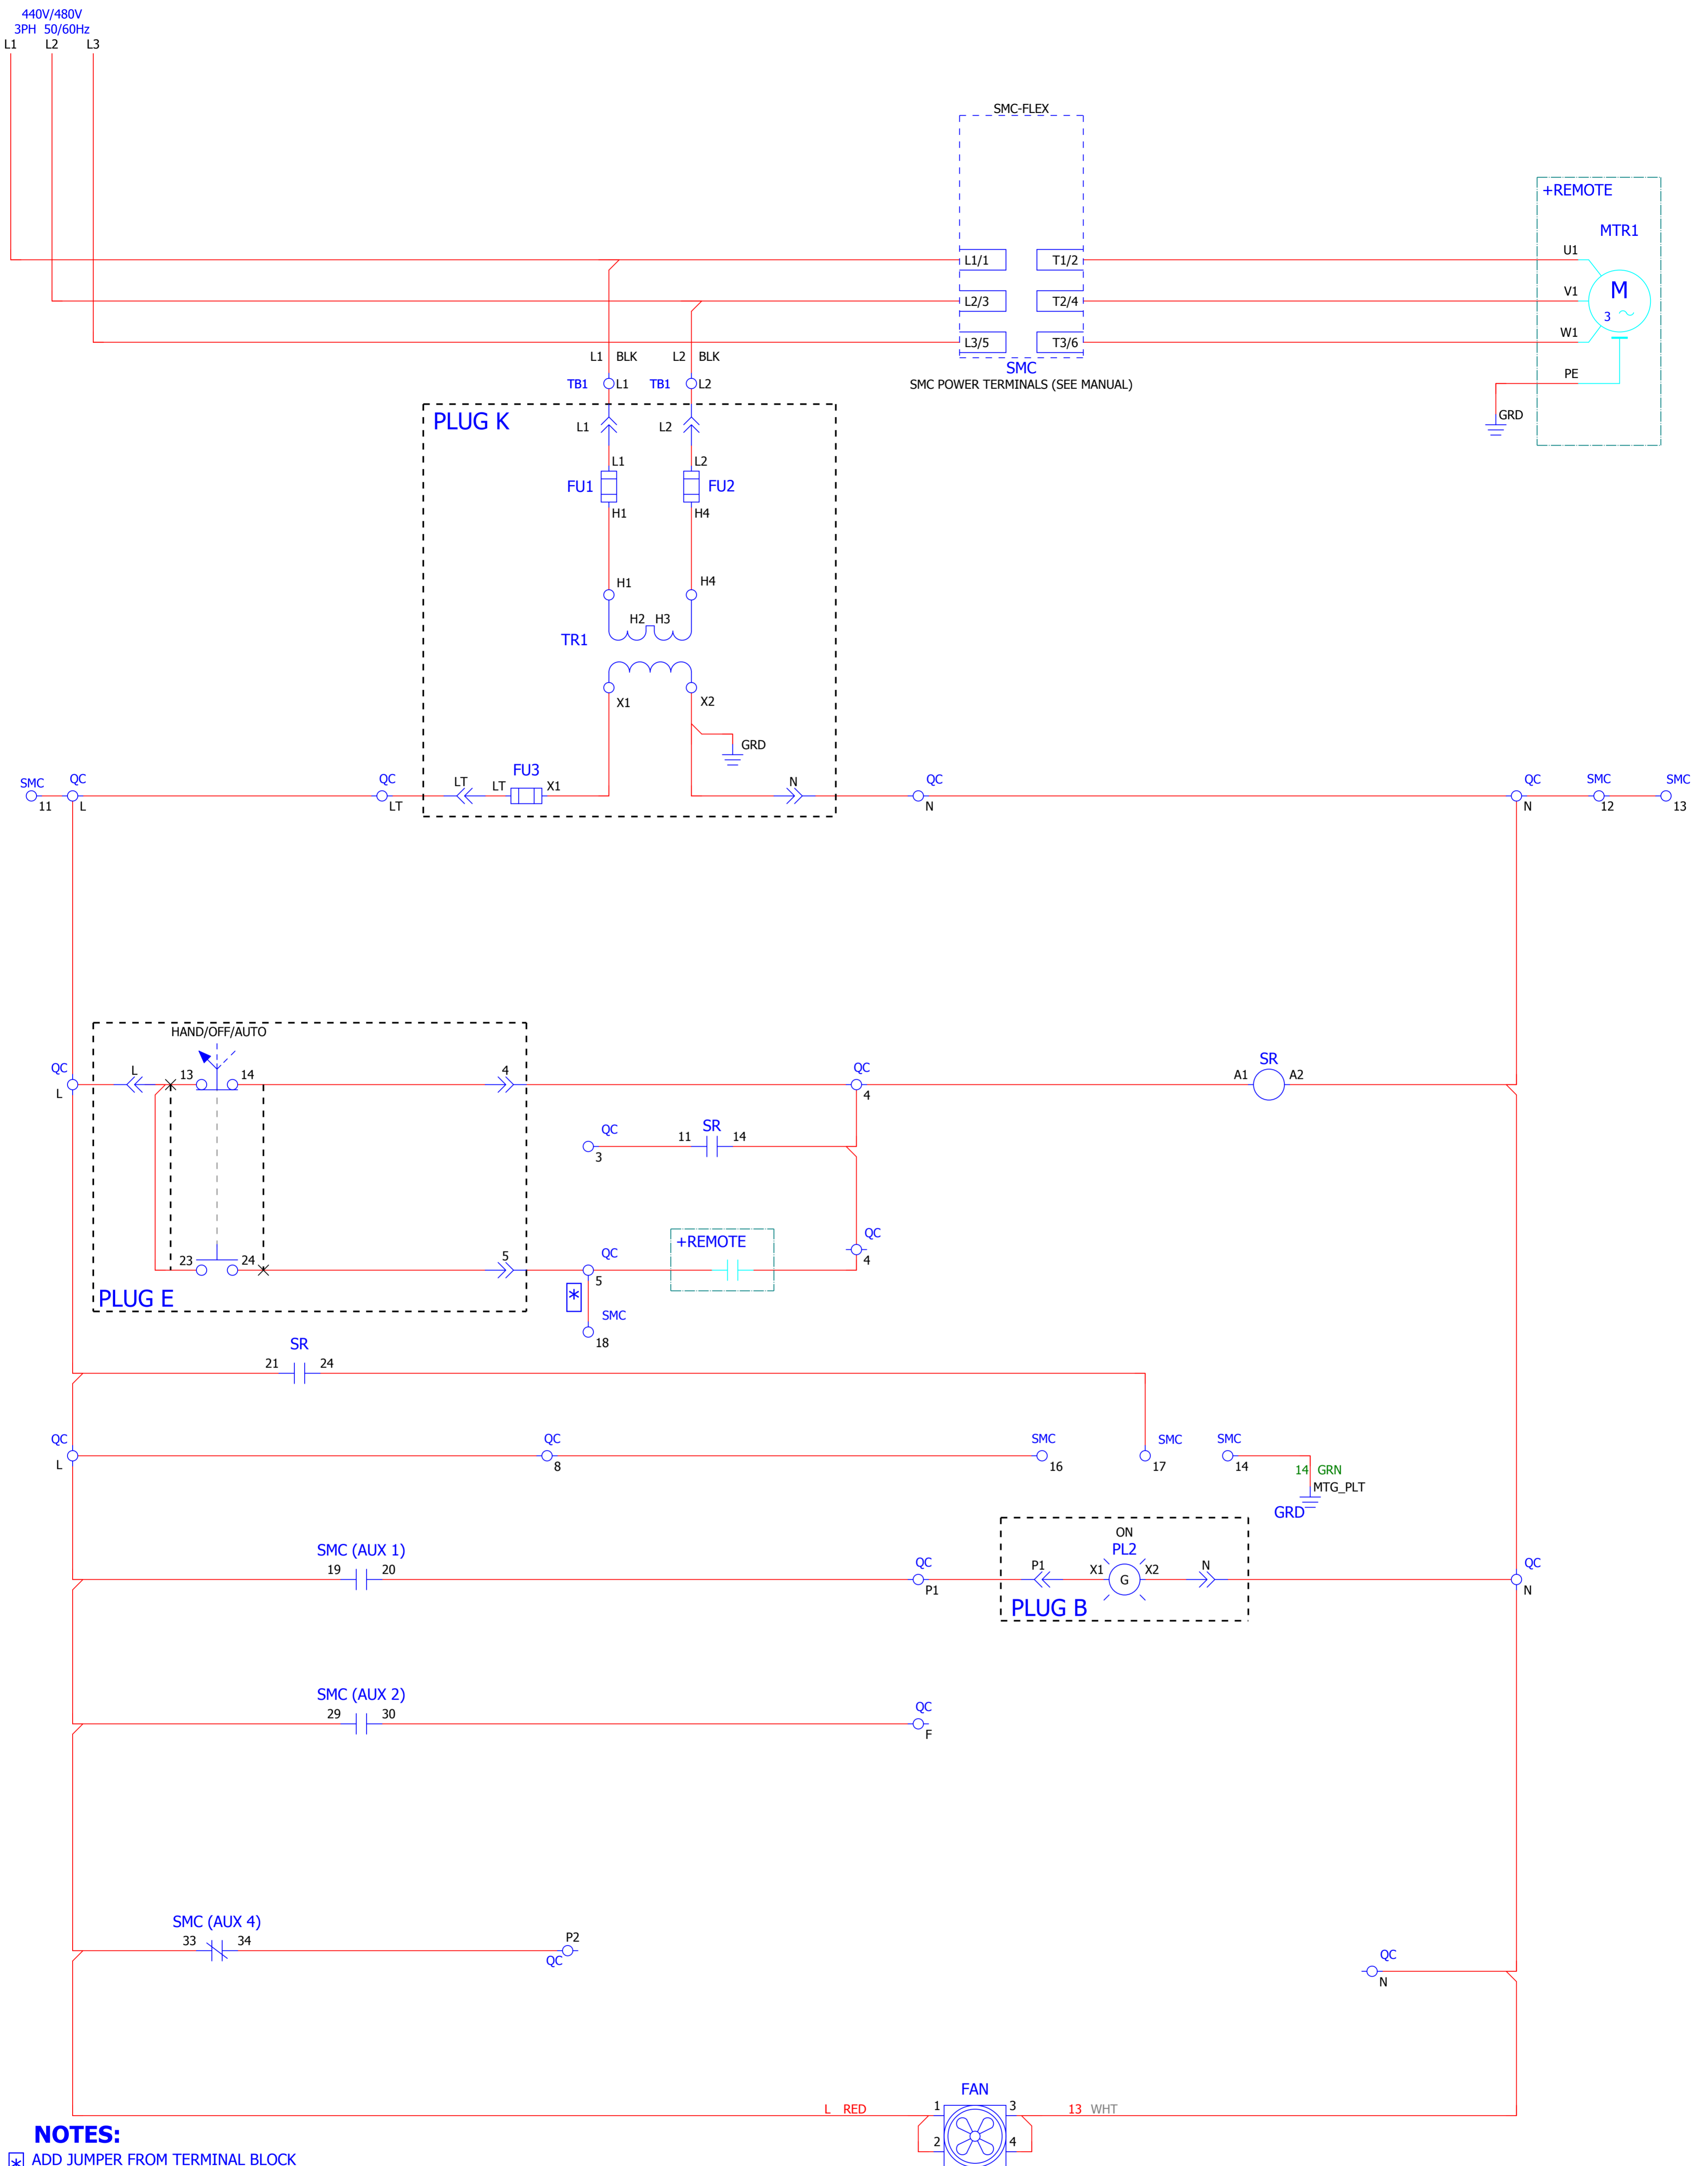 440V/480V
3PH 50/60Hz
L1 L2 L3
SMC-FLEX
+REMOTE
MTR1
U1
L1/1 T1/2
V1
M
3
L2/3 T2/4
W1
L3/5 T3/6
L1 BLK L2 BLK
SMC
SMC POWER TERMINALS (SEE MANUAL)
PE
TB1 L1 TB1 L2
GRD
PLUG K
L1 L2
L1 L2
FU1 FU2
H1 H4
H1 H4
H2 H3
TR1
X1 X2
GRD
SMC QC QC LT LT FU3 X1 N QC QC SMC SMC
11 L LT N N 12 13
HAND/OFF/AUTO
QC L 13 14 4 QC A1 SR A2
L 4
QC 11 SR 14
3
+REMOTE QC
23 24 5 QC 4
5
PLUG E
*
SMC
18
SR
21 24
QC QC SMC SMC SMC
L 8 16 17 14
14 GRN
MTG_PLT
GRD
ON
PL2
SMC (AUX 1)
19 20 QC P1 X1 G X2 N QC
P1 N
PLUG B
SMC (AUX 2)
29 30 QC
F
SMC (AUX 4)
33 34 P2
QC
QC
N
FAN
L RED 1 3 13 WHT
2 4
NOTES:
* ADD JUMPER FROM TERMINAL BLOCK